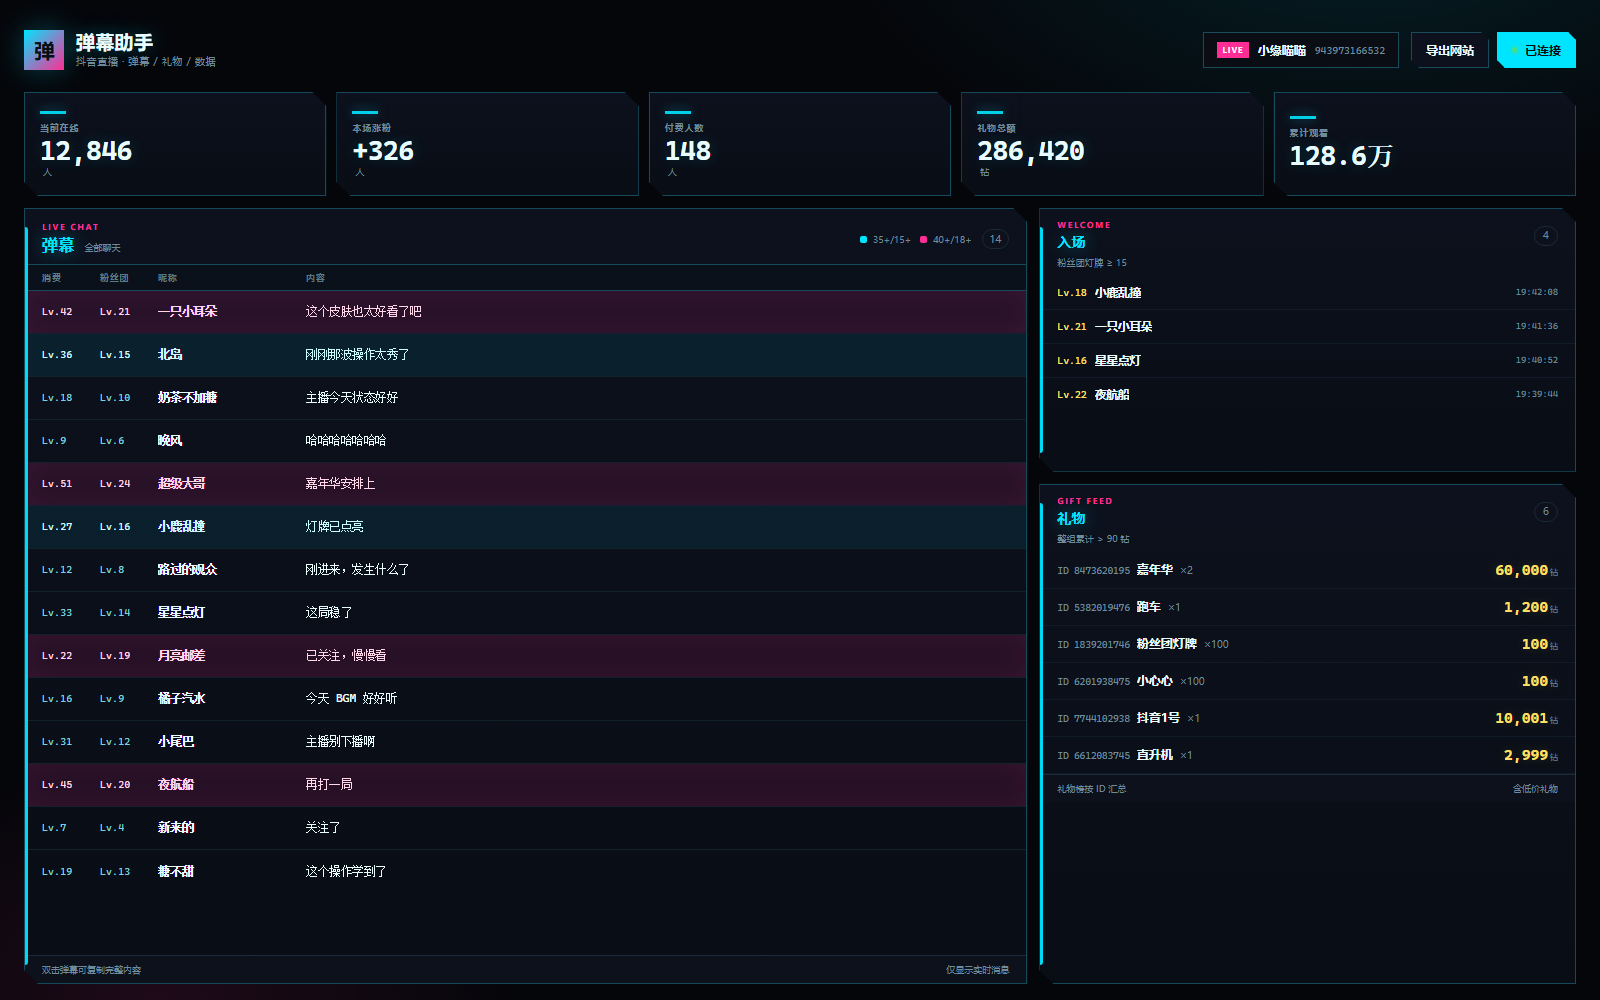 弹
弹幕助手
抖音直播 · 弹幕 / 礼物 / 数据
LIVE 小缘喵喵 943973166532
导出网站
已连接
当前在线
12,846
人
本场涨粉
+326
人
付费人数
148
人
礼物总额
286,420
钻
累计观看
128.6万
LIVE CHAT
弹幕 全部聊天
35+/15+ 40+/18+ 14
消费 粉丝团 昵称 内容
Lv.42 Lv.21 一只小耳朵 这个皮肤也太好看了吧
Lv.36 Lv.15 北岛 刚刚那波操作太秀了
Lv.18 Lv.10 奶茶不加糖 主播今天状态好好
Lv.9 Lv.6 晚风 哈哈哈哈哈哈哈
Lv.51 Lv.24 超级大哥 嘉年华安排上
Lv.27 Lv.16 小鹿乱撞 灯牌已点亮
Lv.12 Lv.8 路过的观众 刚进来，发生什么了
Lv.33 Lv.14 星星点灯 这局稳了
Lv.22 Lv.19 月亮邮差 已关注，慢慢看
Lv.16 Lv.9 橘子汽水 今天 BGM 好好听
Lv.31 Lv.12 小尾巴 主播别下播啊
Lv.45 Lv.20 夜航船 再打一局
Lv.7 Lv.4 新来的 关注了
Lv.19 Lv.13 糖不甜 这个操作学到了
双击弹幕可复制完整内容
仅显示实时消息
WELCOME
入场
4
粉丝团灯牌 ≥ 15
Lv.18 小鹿乱撞 19:42:08
Lv.21 一只小耳朵 19:41:36
Lv.16 星星点灯 19:40:52
Lv.22 夜航船 19:39:44
GIFT FEED
礼物
6
整组累计 > 90 钻
ID 8473620195 嘉年华 ×2 60,000 钻
ID 5382019476 跑车 ×1 1,200 钻
ID 1839201746 粉丝团灯牌 ×100 100 钻
ID 6201938475 小心心 ×100 100 钻
ID 7744102938 抖音1号 ×1 10,001 钻
ID 6612083745 直升机 ×1 2,999 钻
礼物榜按 ID 汇总
含低价礼物